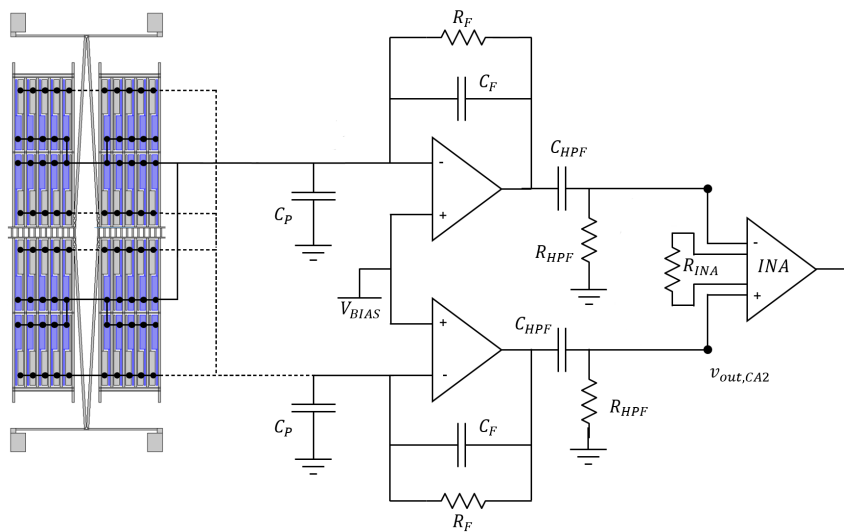 R_F
C_F
C_HPF
-
+
C_P
R_HPF
-
R_INA
INA
+
V_BIAS
C_HPF
+
-
v_out,CA2
C_P
R_HPF
C_F
R_F